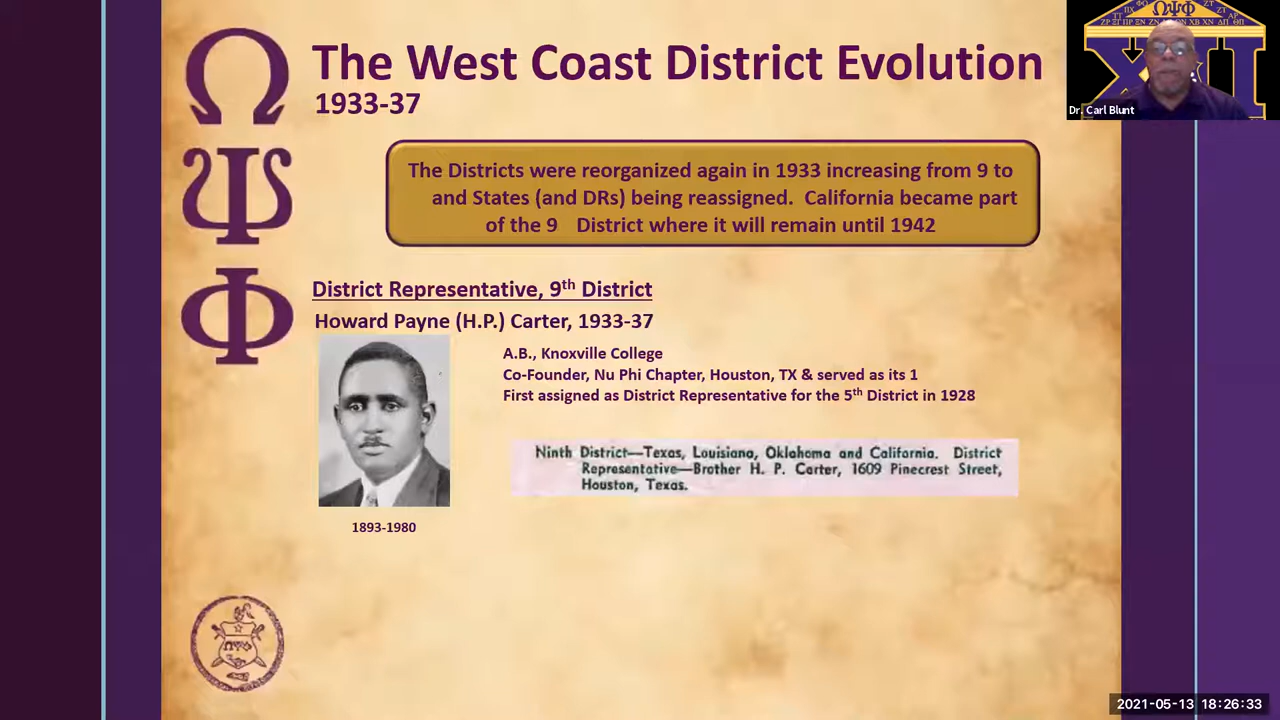 Ω
Ψ
Φ
The West Coast District Evolution
1933-37
The Districts were reorganized again in 1933 increasing from 9 to
and States (and DRs) being reassigned. California became part
of the 9 District where it will remain until 1942
District Representative, 9th District
Howard Payne (H.P.) Carter, 1933-37
A.B., Knoxville College
Co-Founder, Nu Phi Chapter, Houston, TX & served as its 1
First assigned as District Representative for the 5th District in 1928
Ninth District—Texas, Louisiana, Oklahoma and California. District
Representative—Brother H. P. Carter, 1609 Pinecrest Street,
Houston, Texas.
1893-1980
ΩΨΦ
ΩΨΦ
XI
Dr. Carl Blunt
2021-05-13 18:26:33